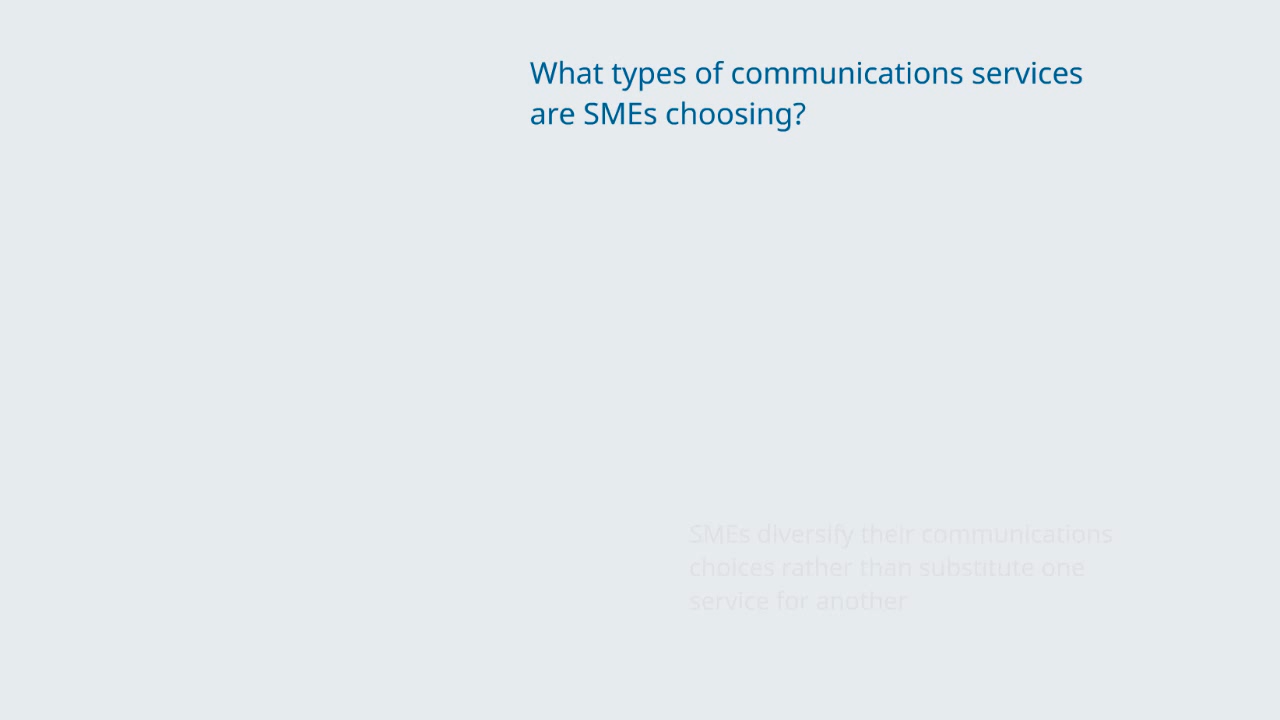 What types of communications services
are SMEs choosing?
SMEs diversify their communications
choices rather than substitute one
service for another